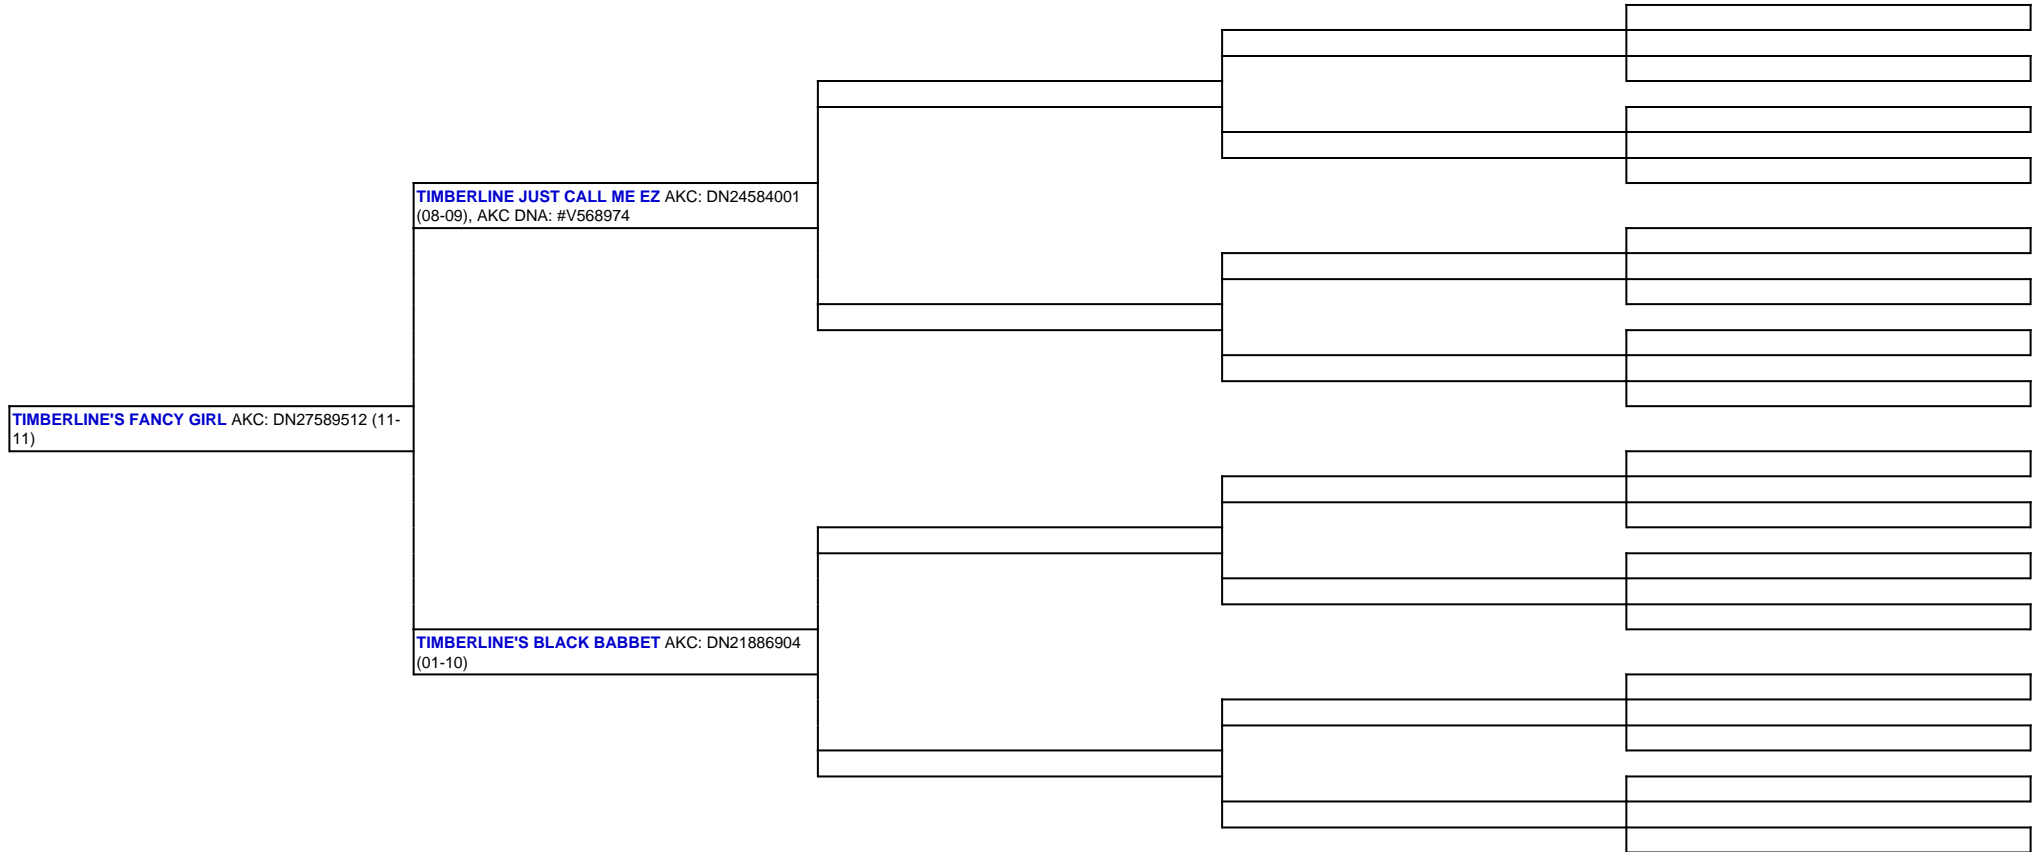 TIMBERLINE JUST CALL ME EZ AKC: DN24584001
(08-09), AKC DNA: #V568974
TIMBERLINE'S FANCY GIRL AKC: DN27589512 (11-
11)
TIMBERLINE'S BLACK BABBET AKC: DN21886904
(01-10)